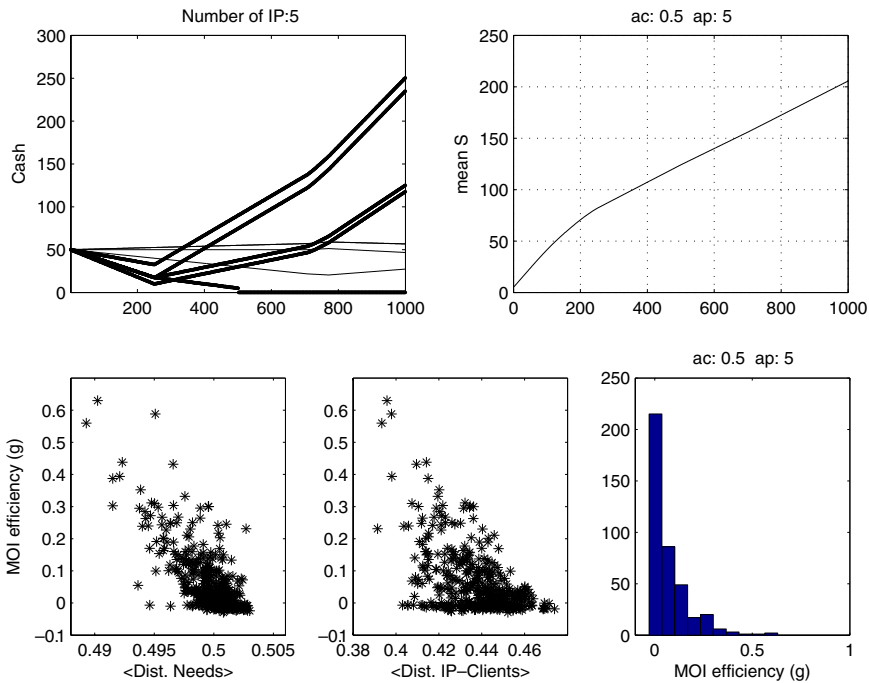 Number of IP:5
300
250
200
150
100
50
0
Cash
0 200 400 600 800 1000
ac: 0.5 ap: 5
250
200
150
100
50
0
mean S
0 200 400 600 800 1000
0.6
0.5
0.4
0.3
0.2
0.1
0
−0.1
MOI efficiency (g)
0.49 0.495 0.5 0.505
<Dist. Needs>
0.6
0.5
0.4
0.3
0.2
0.1
0
−0.1
0.38 0.4 0.42 0.44 0.46
<Dist. IP−Clients>
ac: 0.5 ap: 5
250
200
150
100
50
0
0 0.5 1
MOI efficiency (g)